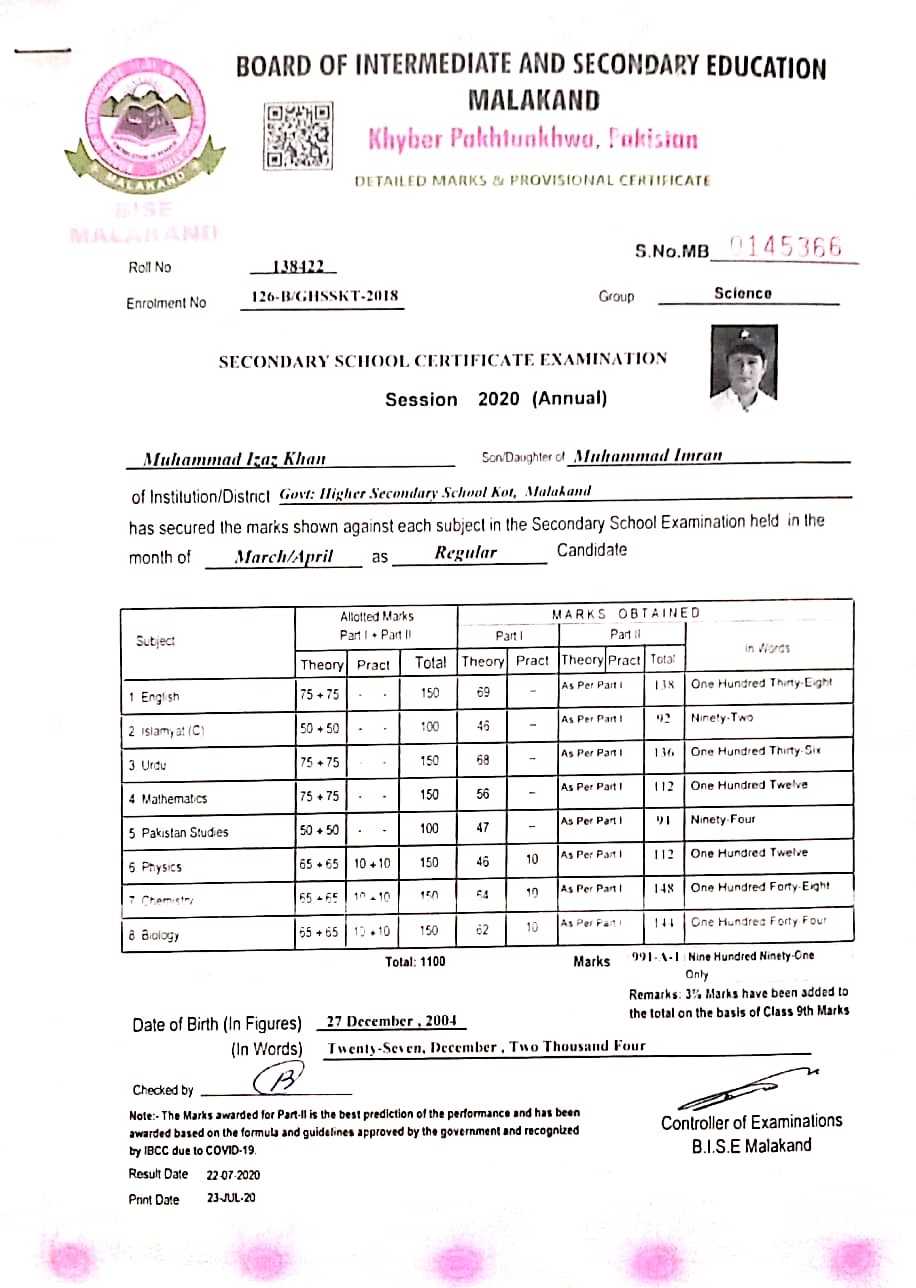 BOARD OF INTERMEDIATE AND SECONDARY EDUCATION
MALAKAND
Khyber Pakhtunkhwa, Pakistan
DETAILED MARKS & PROVISIONAL CERTIFICATE
MALAKAND
BISE
MALAKAND
S.No.MB 0145366
Roll No 138422
Enrolment No 126-B/GHSSKT-2018 Group Science
SECONDARY SCHOOL CERTIFICATE EXAMINATION
Session 2020 (Annual)
Muhammad Izaz Khan Son/Daughter of Muhammad Imran
of Institution/District Govt: Higher Secondary School Kot, Malakand
has secured the marks shown against each subject in the Secondary School Examination held in the
month of March/April as Regular Candidate
Subject Allotted Marks Part I + Part II MARKS OBTAINED
Part I Part II in Words
Theory Pract Total Theory Pract Theory Pract Total
1 English 75 + 75 - - 150 69 – As Per Part I 138 One Hundred Thirty-Eight
2 Islamyat (C) 50 + 50 - - 100 46 – As Per Part I 92 Ninety-Two
3 Urdu 75 + 75 - - 150 68 – As Per Part I 136 One Hundred Thirty-Six
4 Mathematics 75 + 75 - - 150 56 – As Per Part I 112 One Hundred Twelve
5 Pakistan Studies 50 + 50 - - 100 47 – As Per Part I 94 Ninety-Four
6 Physics 65 + 65 10 + 10 150 46 10 As Per Part I 112 One Hundred Twelve
7 Chemistry 65 + 65 10 + 10 150 64 10 As Per Part I 148 One Hundred Forty-Eight
8 Biology 65 + 65 10 + 10 150 62 10 As Per Part I 144 One Hundred Forty Four
Total: 1100 Marks 991-A-1 Nine Hundred Ninety-One
Only
Remarks: 3% Marks have been added to
the total on the basis of Class 9th Marks
Date of Birth (In Figures) 27 December , 2004
(In Words) Twenty-Seven, December , Two Thousand Four
Checked by
Note:- The Marks awarded for Part-II is the best prediction of the performance and has been
awarded based on the formula and guidelines approved by the government and recognized
by IBCC due to COVID-19.
Controller of Examinations
B.I.S.E Malakand
Result Date 22-07-2020
Print Date 23-JUL-20